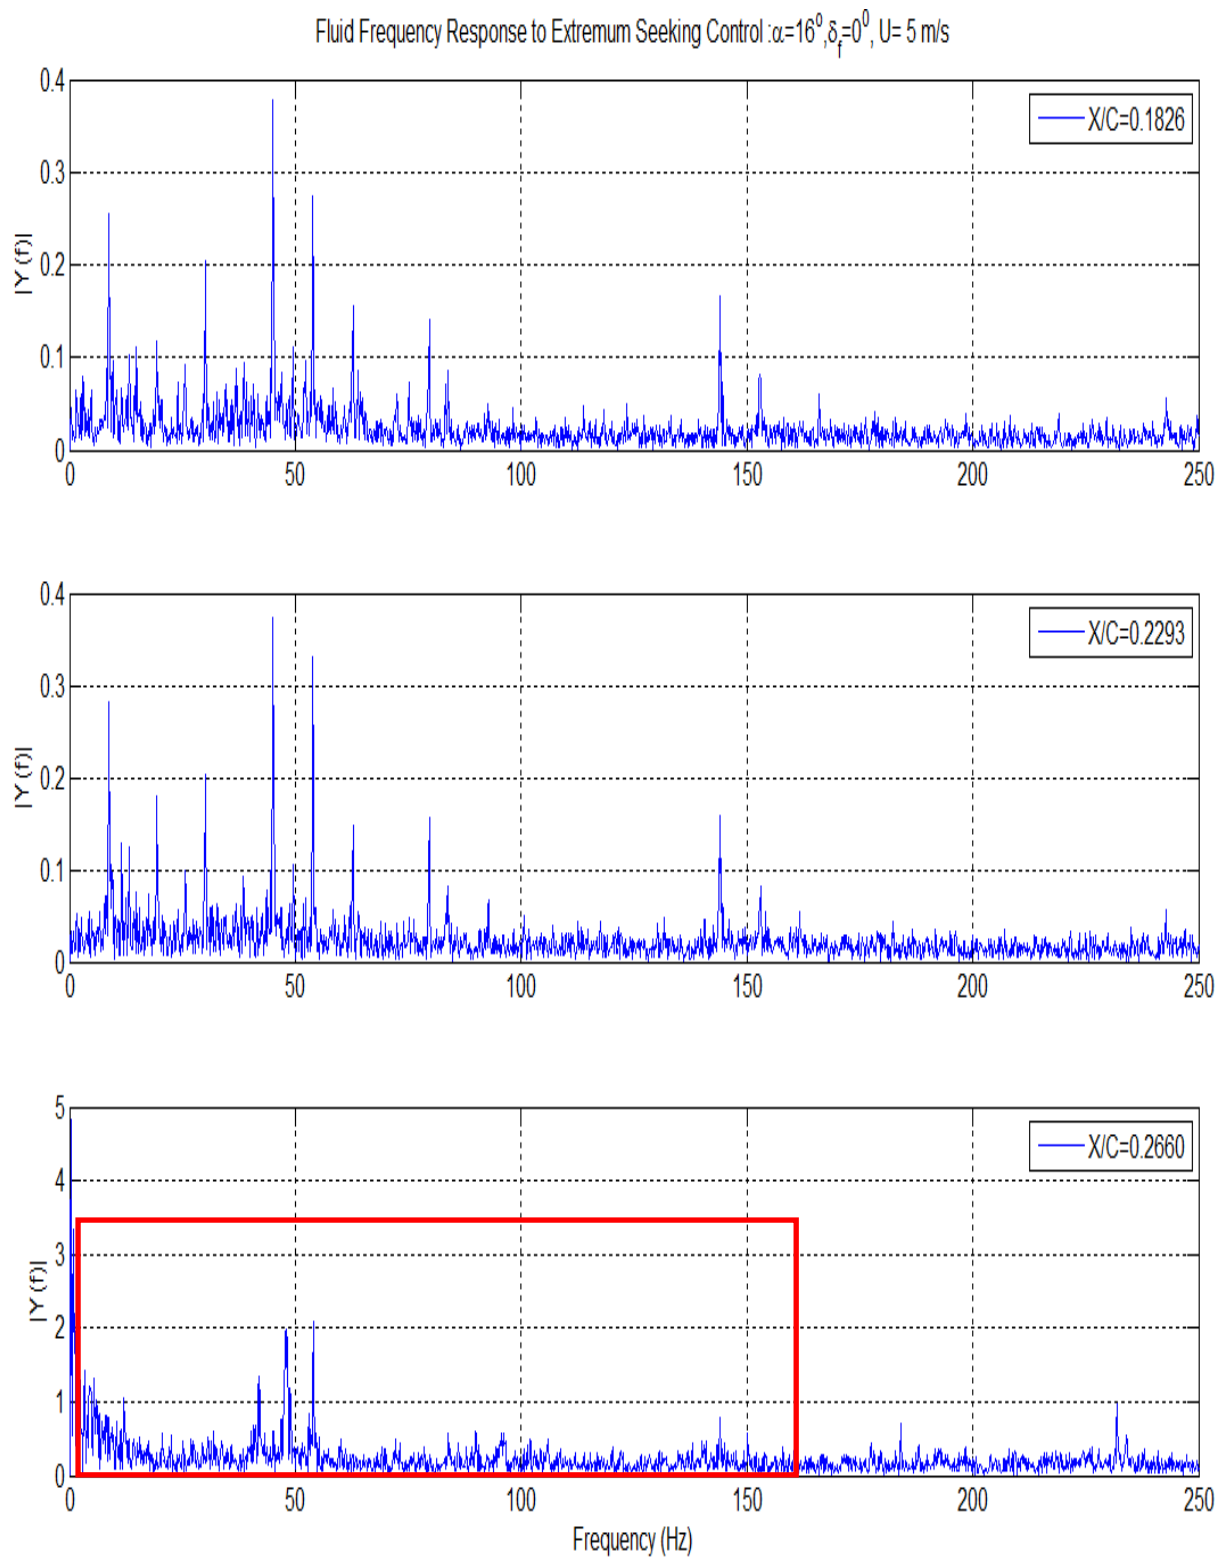 Fluid Frequency Response to Extremum Seeking Control :α=16⁰,δ_f=0⁰, U= 5 m/s
0.4
0.3
0.2
0.1
0
|Y (f)|
X/C=0.1826
0 50 100 150 200 250
0.4
0.3
0.2
0.1
0
|Y (f)|
X/C=0.2293
0 50 100 150 200 250
5
4
3
2
1
0
|Y (f)|
X/C=0.2660
0 50 100 150 200 250
Frequency (Hz)